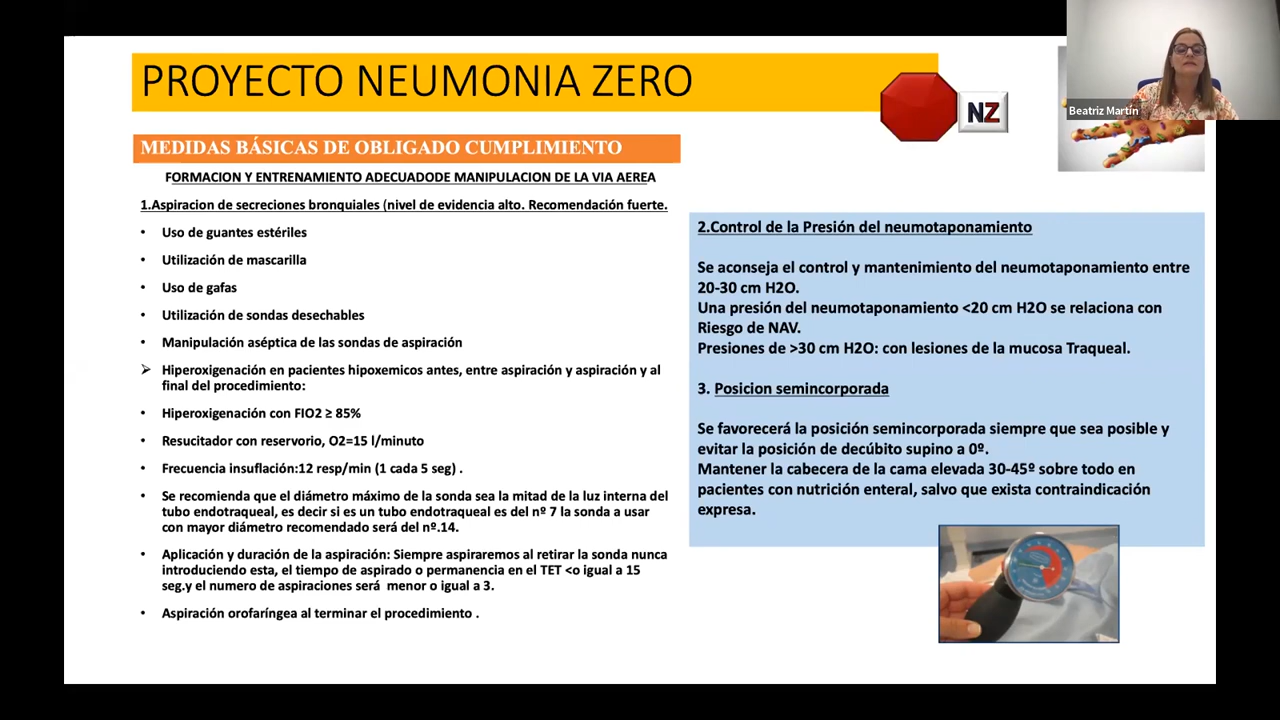 PROYECTO NEUMONIA ZERO
NZ
Beatriz Martín
MEDIDAS BÁSICAS DE OBLIGADO CUMPLIMIENTO
FORMACION Y ENTRENAMIENTO ADECUADODE MANIPULACION DE LA VIA AEREA
1.Aspiracion de secreciones bronquiales (nivel de evidencia alto. Recomendación fuerte.
• Uso de guantes estériles
• Utilización de mascarilla
• Uso de gafas
• Utilización de sondas desechables
• Manipulación aséptica de las sondas de aspiración
➢ Hiperoxigenación en pacientes hipoxemicos antes, entre aspiración y aspiración y al
final del procedimiento:
• Hiperoxigenación con FIO2 ≥ 85%
• Resucitador con reservorio, O2=15 l/minuto
• Frecuencia insuflación:12 resp/min (1 cada 5 seg) .
• Se recomienda que el diámetro máximo de la sonda sea la mitad de la luz interna del
tubo endotraqueal, es decir si es un tubo endotraqueal es del nº 7 la sonda a usar
con mayor diámetro recomendado será del nº.14.
• Aplicación y duración de la aspiración: Siempre aspiraremos al retirar la sonda nunca
introduciendo esta, el tiempo de aspirado o permanencia en el TET <o igual a 15
seg.y el numero de aspiraciones será menor o igual a 3.
• Aspiración orofaríngea al terminar el procedimiento .
2.Control de la Presión del neumotaponamiento
Se aconseja el control y mantenimiento del neumotaponamiento entre
20-30 cm H2O.
Una presión del neumotaponamiento <20 cm H2O se relaciona con
Riesgo de NAV.
Presiones de >30 cm H2O: con lesiones de la mucosa Traqueal.
3. Posicion semincorporada
Se favorecerá la posición semincorporada siempre que sea posible y
evitar la posición de decúbito supino a 0º.
Mantener la cabecera de la cama elevada 30-45º sobre todo en
pacientes con nutrición enteral, salvo que exista contraindicación
expresa.